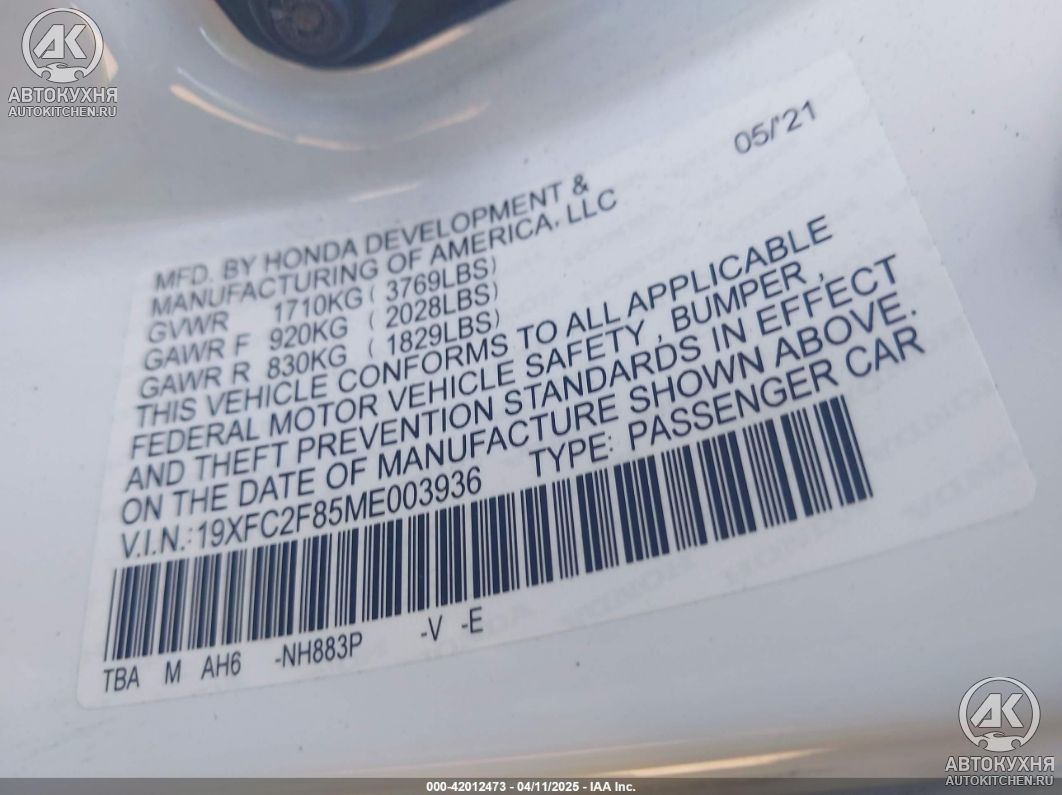 AK
АВТОКУХНЯ
AUTOKITCHEN.RU
05/'21
MFD. BY HONDA DEVELOPMENT &
MANUFACTURING OF AMERICA, LLC
GVWR 1710KG ( 3769LBS)
GAWR F 920KG ( 2028LBS)
GAWR R 830KG ( 1829LBS)
THIS VEHICLE CONFORMS TO ALL APPLICABLE
FEDERAL MOTOR VEHICLE SAFETY , BUMPER ,
AND THEFT PREVENTION STANDARDS IN EFFECT
ON THE DATE OF MANUFACTURE SHOWN ABOVE.
V.I.N.:19XFC2F85ME003936 TYPE: PASSENGER CAR
TBA M AH6 -NH883P -V -E
AK
АВТОКУХНЯ
AUTOKITCHEN.RU
000-42012473 - 04/11/2025 - IAA Inc.